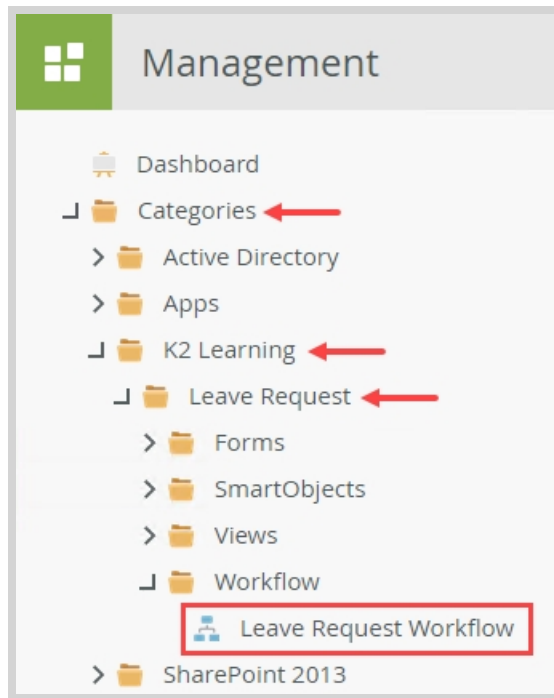 Management
Dashboard
Categories
Active Directory
Apps
K2 Learning
Leave Request
Forms
SmartObjects
Views
Workflow
Leave Request Workflow
SharePoint 2013